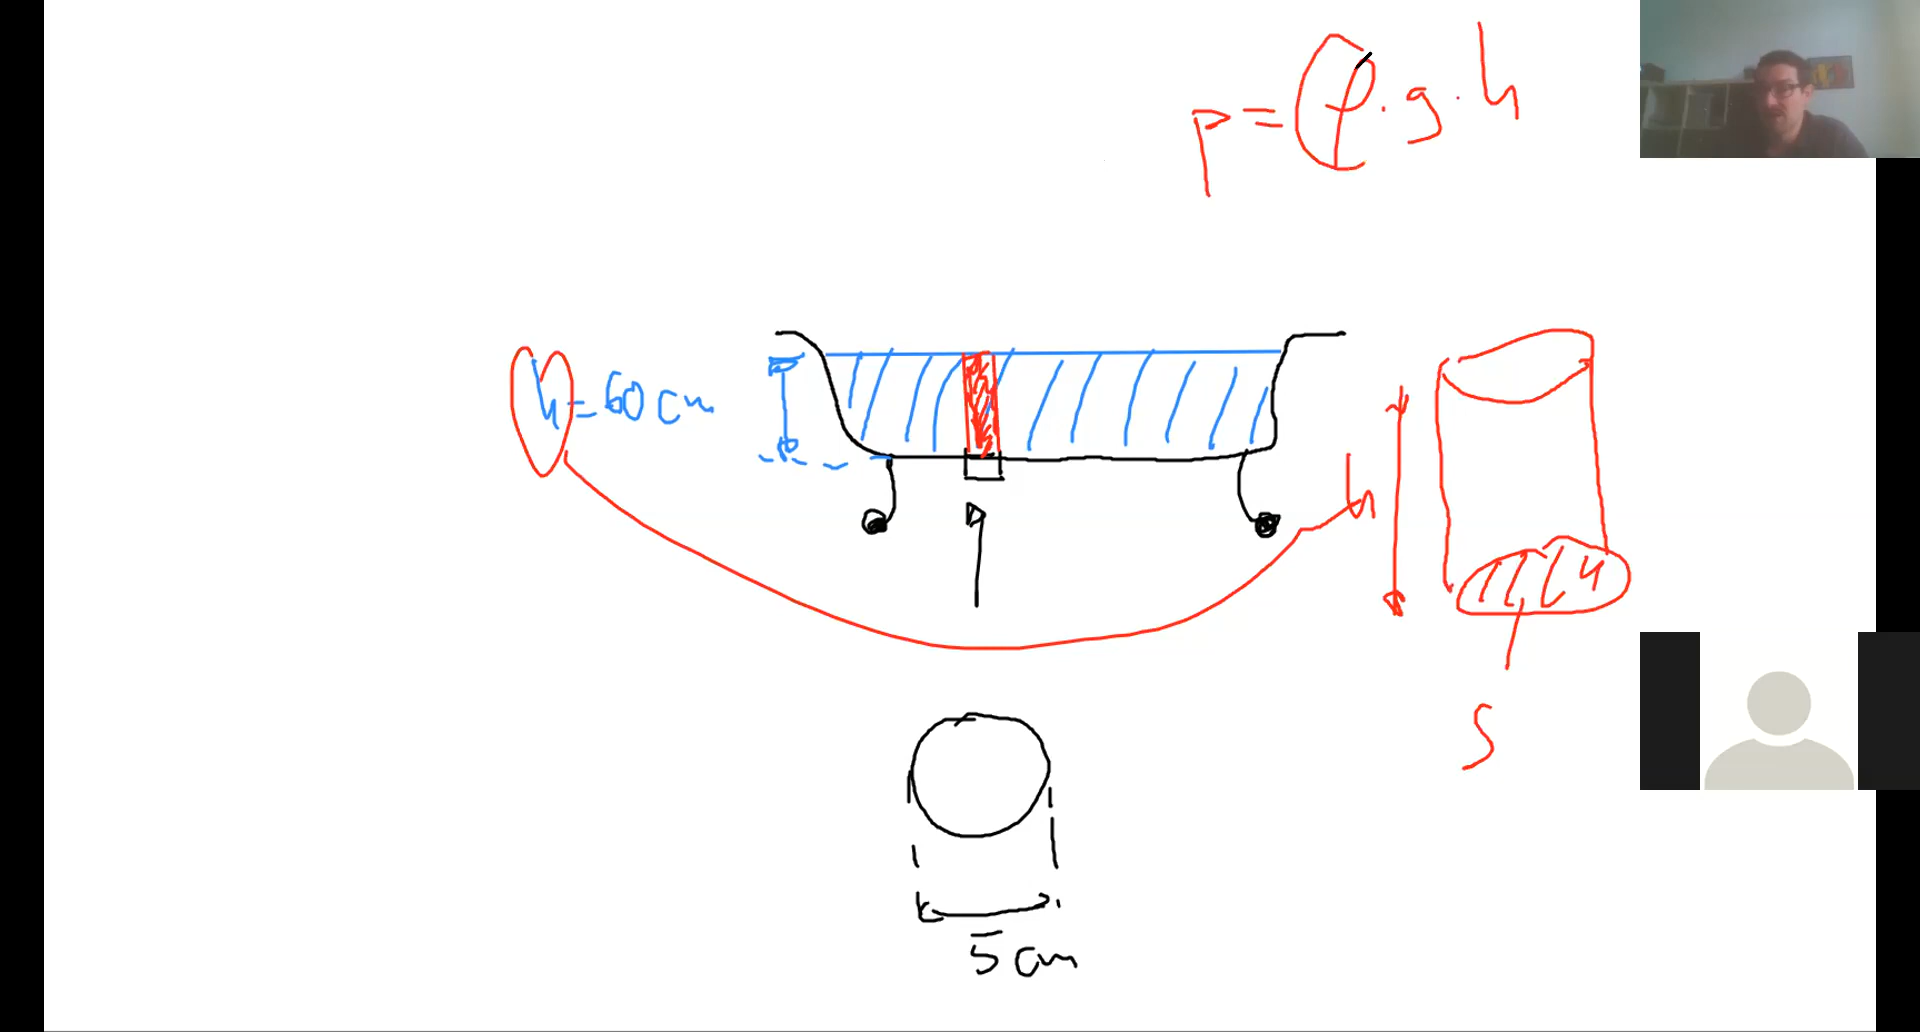 p = ρ · g · h
h = 60 cm
h
S
5 cm